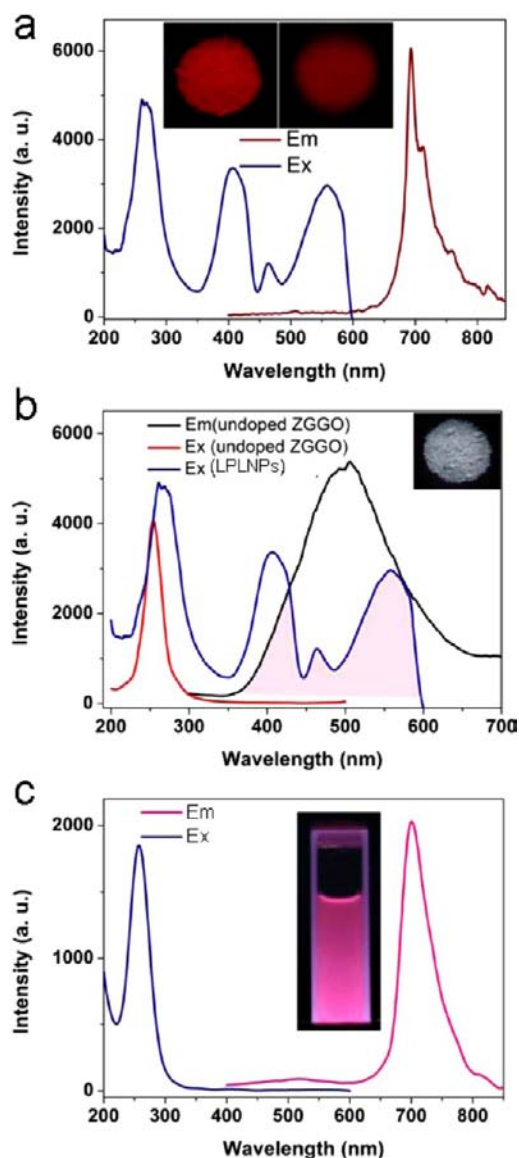 a
6000
4000
2000
0
Intensity (a. u.)
Em
Ex
200 300 400 500 600 700 800
Wavelength (nm)
b
6000
4000
2000
0
Intensity (a. u.)
Em(undoped ZGGO)
Ex (undoped ZGGO)
Ex (LPLNPs)
200 300 400 500 600 700
Wavelength (nm)
c
2000
1000
0
Intensity (a. u.)
Em
Ex
200 300 400 500 600 700 800
Wavelength (nm)